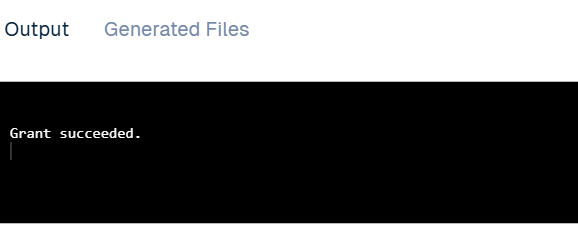 Output Generated Files
Grant succeeded.